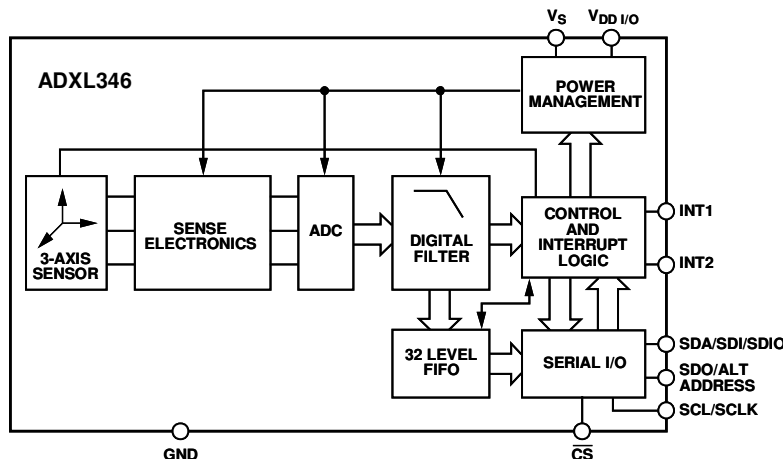 VS
VDD I/O
ADXL346
POWER
MANAGEMENT
3-AXIS
SENSOR
SENSE
ELECTRONICS
ADC
DIGITAL
FILTER
CONTROL
AND
INTERRUPT
LOGIC
INT1
INT2
32 LEVEL
FIFO
SERIAL I/O
SDA/SDI/SDIO
SDO/ALT
ADDRESS
SCL/SCLK
GND
CS